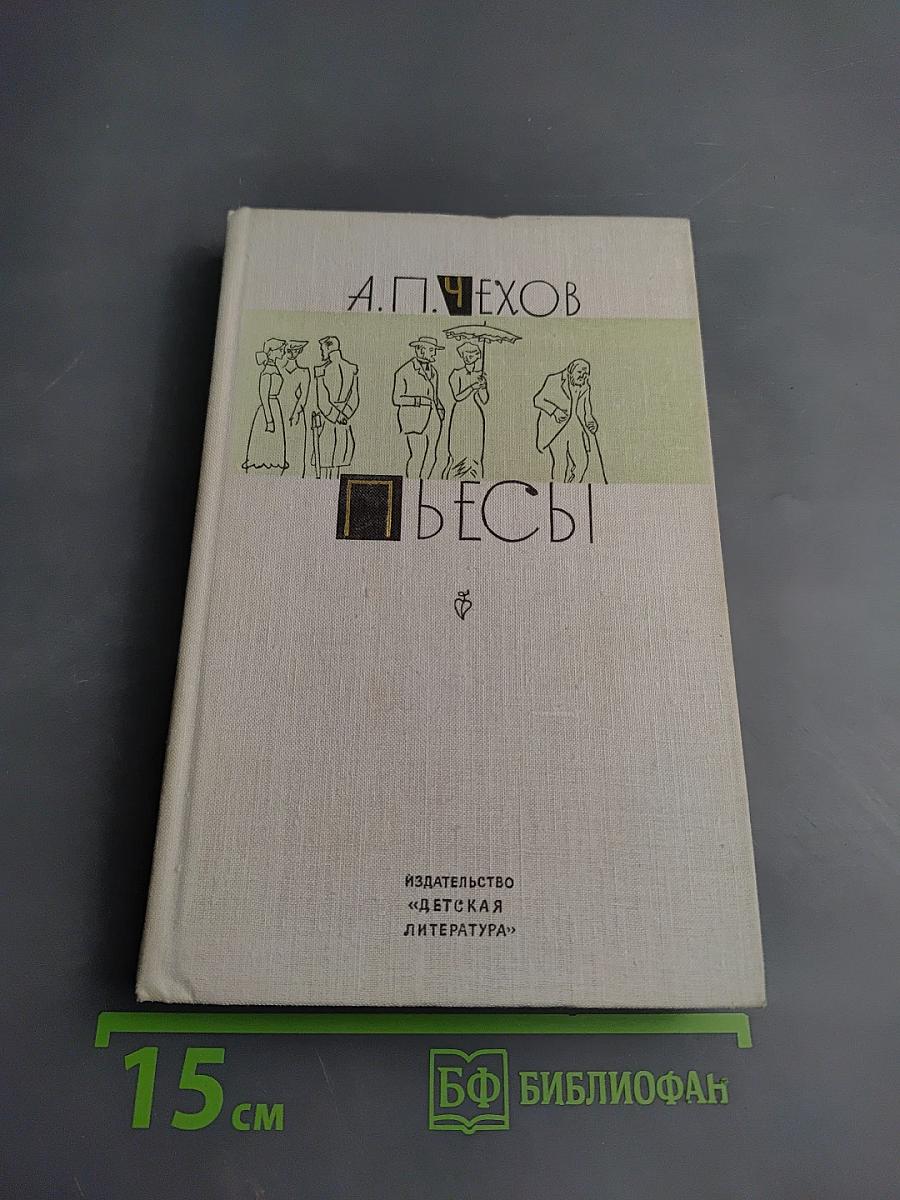 А.П.ЧЕХОВ
ПЬЕСЫ
ИЗДАТЕЛЬСТВО
«ДЕТСКАЯ
ЛИТЕРАТУРА»
15 см
БФ БИБЛИОФАН